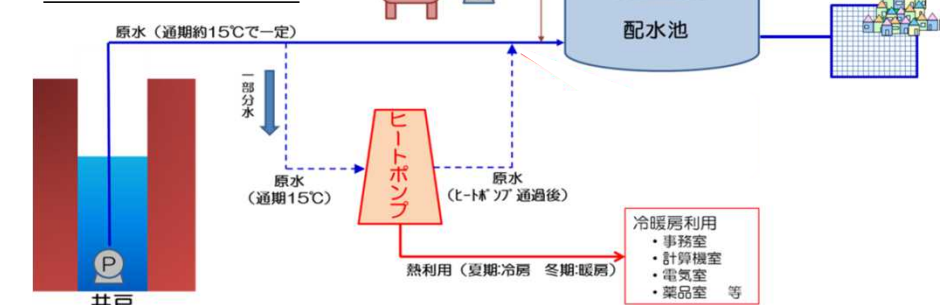 原水（通期約15℃で一定）
配水池
一部分水
ヒートポンプ
原水
（通期15℃）
原水
（ﾋｰﾄﾎﾟﾝﾌﾟ通過後）
P
熱利用（夏期:冷房　冬期:暖房）
冷暖房利用
・事務室
・計算機室
・電気室
・薬品室　等
井戸